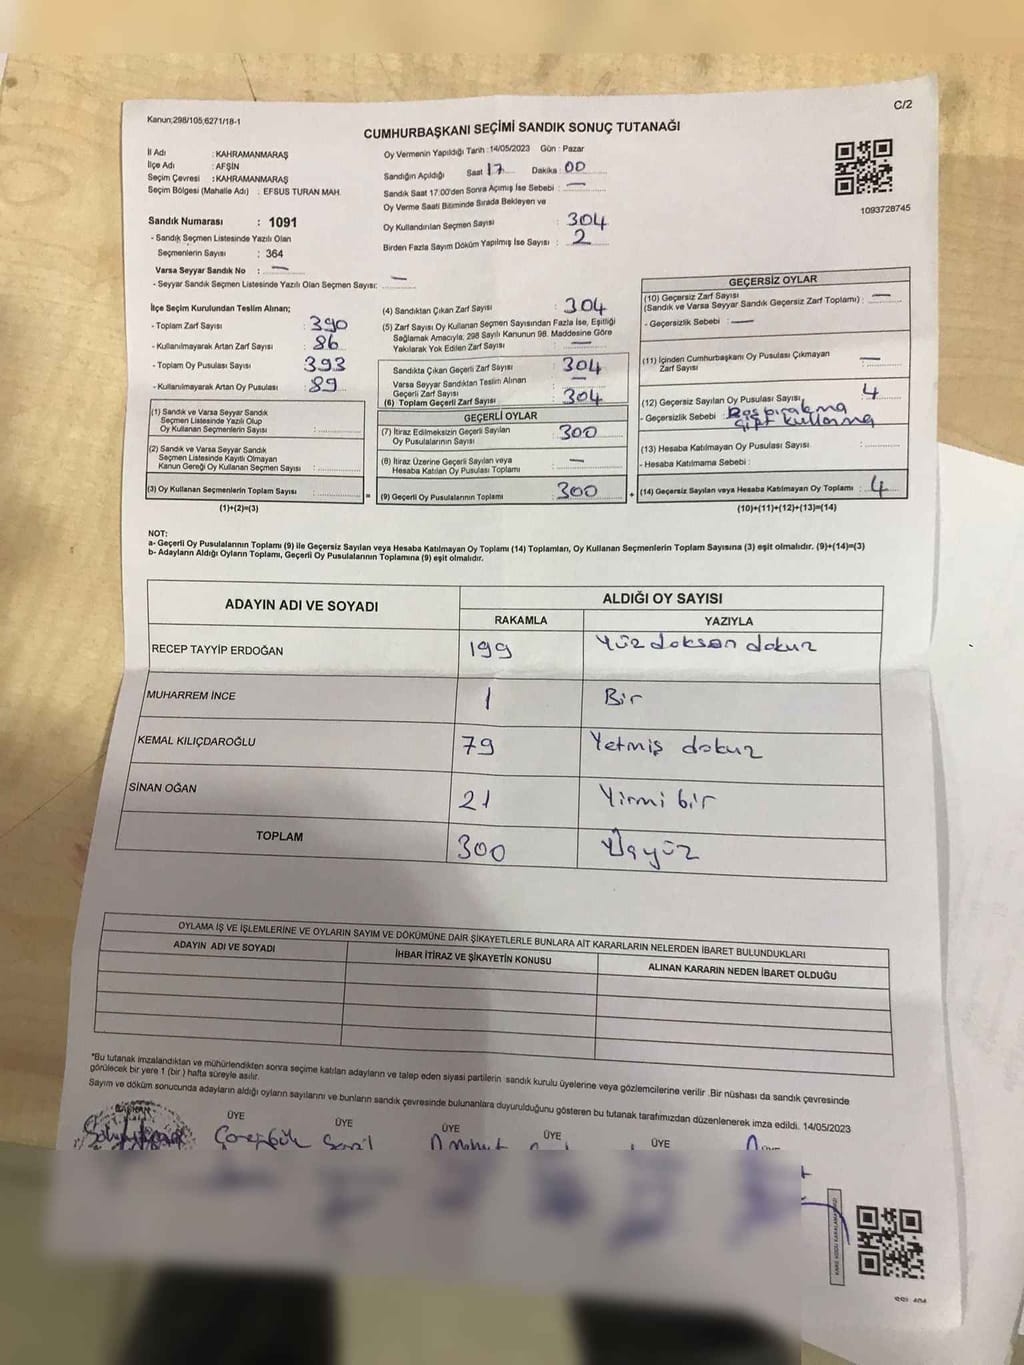 C/2
Kanun;298/105,6271/18-1
CUMHURBAŞKANI SEÇİMİ SANDIK SONUÇ TUTANAĞI
İl Adı : KAHRAMANMARAŞ
İlçe Adı : AFŞİN
Seçim Çevresi : KAHRAMANMARAŞ
Seçim Bölgesi (Mahalle Adı) : EFSUS TURAN MAH.
Sandık Numarası : 1091
- Sandık Seçmen Listesinde Yazılı Olan
Seçmenlerin Sayısı : 364
Varsa Seyyar Sandık No : —
- Seyyar Sandık Seçmen Listesinde Yazılı Olan Seçmen Sayısı: —
Oy Vermenin Yapıldığı Tarih : 14/05/2023 Gün : Pazar
Sandığın Açıldığı Saat 17 Dakika : 00
Sandık Saat 17.00'den Sonra Açımış İse Sebebi : —
Oy Verme Saati Bitiminde Sırada Bekleyen ve
Oy Kullandırılan Seçmen Sayısı : 304
Birden Fazla Sayım Döküm Yapılmış İse Sayısı : 2
1093728745
İlçe Seçim Kurulundan Teslim Alınan;
- Toplam Zarf Sayısı : 390
- Kullanılmayarak Artan Zarf Sayısı : 86
- Toplam Oy Pusulası Sayısı : 393
- Kullanılmayarak Artan Oy Pusulası : 89
(1) Sandık ve Varsa Seyyar Sandık
Seçmen Listesinde Yazılı Olup
Oy Kullanan Seçmenlerin Sayısı :
(2) Sandık ve Varsa Seyyar Sandık
Seçmen Listesinde Kayıtlı Olmayan
Kanun Gereği Oy Kullanan Seçmen Sayısı :
(3) Oy Kullanan Seçmenlerin Toplam Sayısı :
(1)+(2)=(3)
(4) Sandıktan Çıkan Zarf Sayısı : 304
(5) Zarf Sayısı Oy Kullanan Seçmen Sayısından Fazla İse, Eşitliği
Sağlamak Amacıyla; 298 Sayılı Kanunun 98. Maddesine Göre
Yakılarak Yok Edilen Zarf Sayısı : —
Sandıkta Çıkan Geçerli Zarf Sayısı : 304
Varsa Seyyar Sandıktan Teslim Alınan
Geçerli Zarf Sayısı : —
(6) Toplam Geçerli Zarf Sayısı : 304
GEÇERLİ OYLAR
(7) İtiraz Edilmeksizin Geçerli Sayılan
Oy Pusulalarının Sayısı : 300
(8) İtiraz Üzerine Geçerli Sayılan veya
Hesaba Katılan Oy Pusulası Toplamı : —
= (9) Geçerli Oy Pusulalarının Toplamı : 300
GEÇERSİZ OYLAR
(10) Geçersiz Zarf Sayısı
(Sandık ve Varsa Seyyar Sandık Geçersiz Zarf Toplamı) : —
- Geçersizlik Sebebi : —
(11) İçinden Cumhurbaşkanı Oy Pusulası Çıkmayan
Zarf Sayısı : —
(12) Geçersiz Sayılan Oy Pusulası Sayısı, : 4
- Geçersizlik Sebebi : Boş bırakma
Çift kullanma
(13) Hesaba Katılmayan Oy Pusulası Sayısı :
- Hesaba Katılmama Sebebi :
+ (14) Geçersiz Sayılan veya Hesaba Katılmayan Oy Toplamı : 4
(10)+(11)+(12)+(13)=(14)
NOT:
a- Geçerli Oy Pusulalarının Toplamı (9) ile Geçersiz Sayılan veya Hesaba Katılmayan Oy Toplamı (14) Toplamları, Oy Kullanan Seçmenlerin Toplam Sayısına (3) eşit olmalıdır. (9)+(14)=(3)
b- Adayların Aldığı Oyların Toplamı, Geçerli Oy Pusulalarının Toplamına (9) eşit olmalıdır.
ADAYIN ADI VE SOYADI ALDIĞI OY SAYISI
RAKAMLA YAZIYLA
RECEP TAYYİP ERDOĞAN 199 Yüz doksan dokuz
MUHARREM İNCE 1 Bir
KEMAL KILIÇDAROĞLU 79 Yetmiş dokuz
SİNAN OĞAN 21 Yirmi bir
TOPLAM 300 Üçyüz
OYLAMA İŞ VE İŞLEMLERİNE VE OYLARIN SAYIM VE DÖKÜMÜNE DAİR ŞİKAYETLERLE BUNLARA AİT KARARLARIN NELERDEN İBARET BULUNDUKLARI
ADAYIN ADI VE SOYADI İHBAR İTİRAZ VE ŞİKAYETİN KONUSU ALINAN KARARIN NEDEN İBARET OLDUĞU
*Bu tutanak imzalandıktan ve mühürlendikten sonra seçime katılan adayların ve talep eden siyasi partilerin sandık kurulu üyelerine veya gözlemcilerine verilir .Bir nüshası da sandık çevresinde
görülecek bir yere 1 (bir ) hafta süreyle asılır.
Sayım ve döküm sonucunda adayların aldığı oyların sayılarını ve bunların sandık çevresinde bulunanlara duyurulduğunu gösteren bu tutanak tarafımızdan düzenlenerek imza edildi. 14/05/2023
BAŞKAN ÜYE ÜYE ÜYE ÜYE ÜYE ÜYE